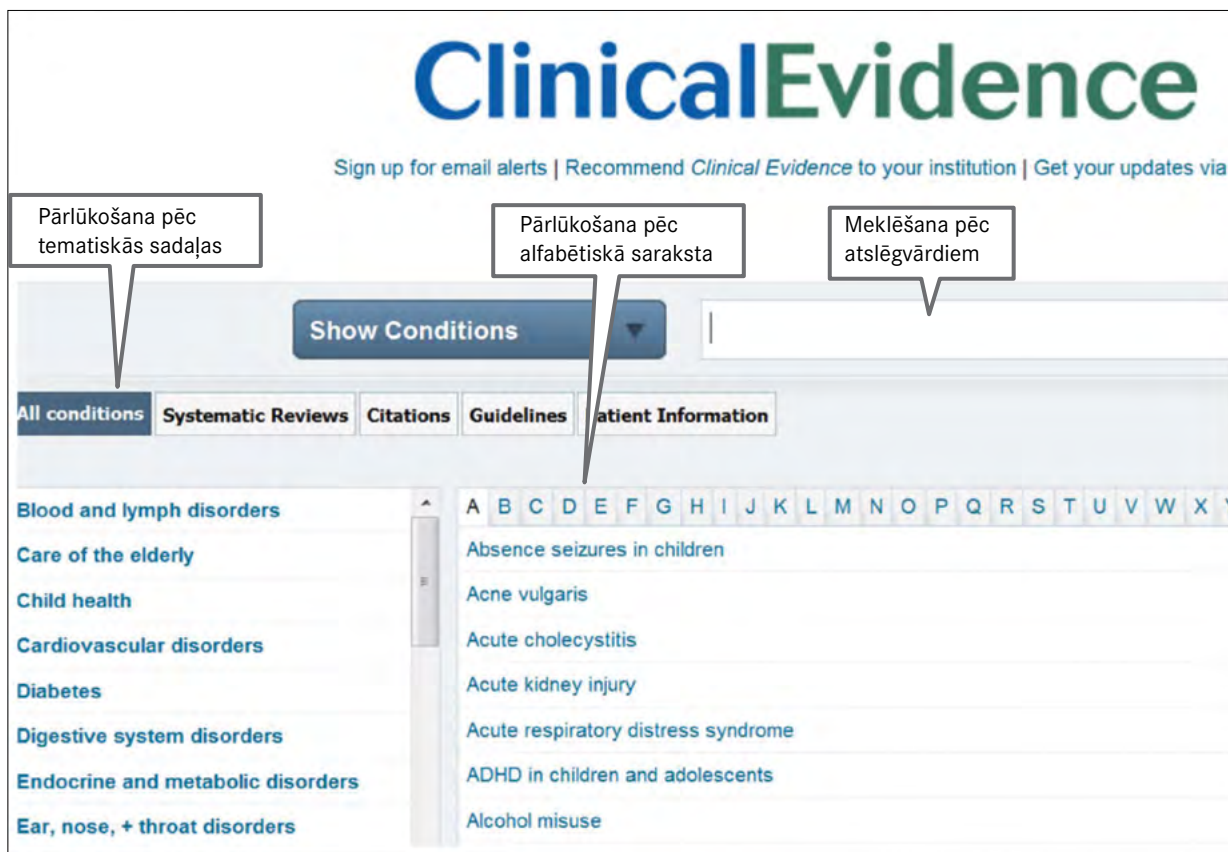 ClinicalEvidence
Sign up for email alerts | Recommend Clinical Evidence to your institution | Get your updates via
Pārlūkošana pēc
tematiskās sadaļas
Pārlūkošana pēc
alfabētiskā saraksta
Meklēšana pēc
atslēgvārdiem
Show Conditions
All conditions Systematic Reviews Citations Guidelines Patient Information
Blood and lymph disorders
Care of the elderly
Child health
Cardiovascular disorders
Diabetes
Digestive system disorders
Endocrine and metabolic disorders
Ear, nose, + throat disorders
A B C D E F G H I J K L M N O P Q R S T U V W X Y
Absence seizures in children
Acne vulgaris
Acute cholecystitis
Acute kidney injury
Acute respiratory distress syndrome
ADHD in children and adolescents
Alcohol misuse